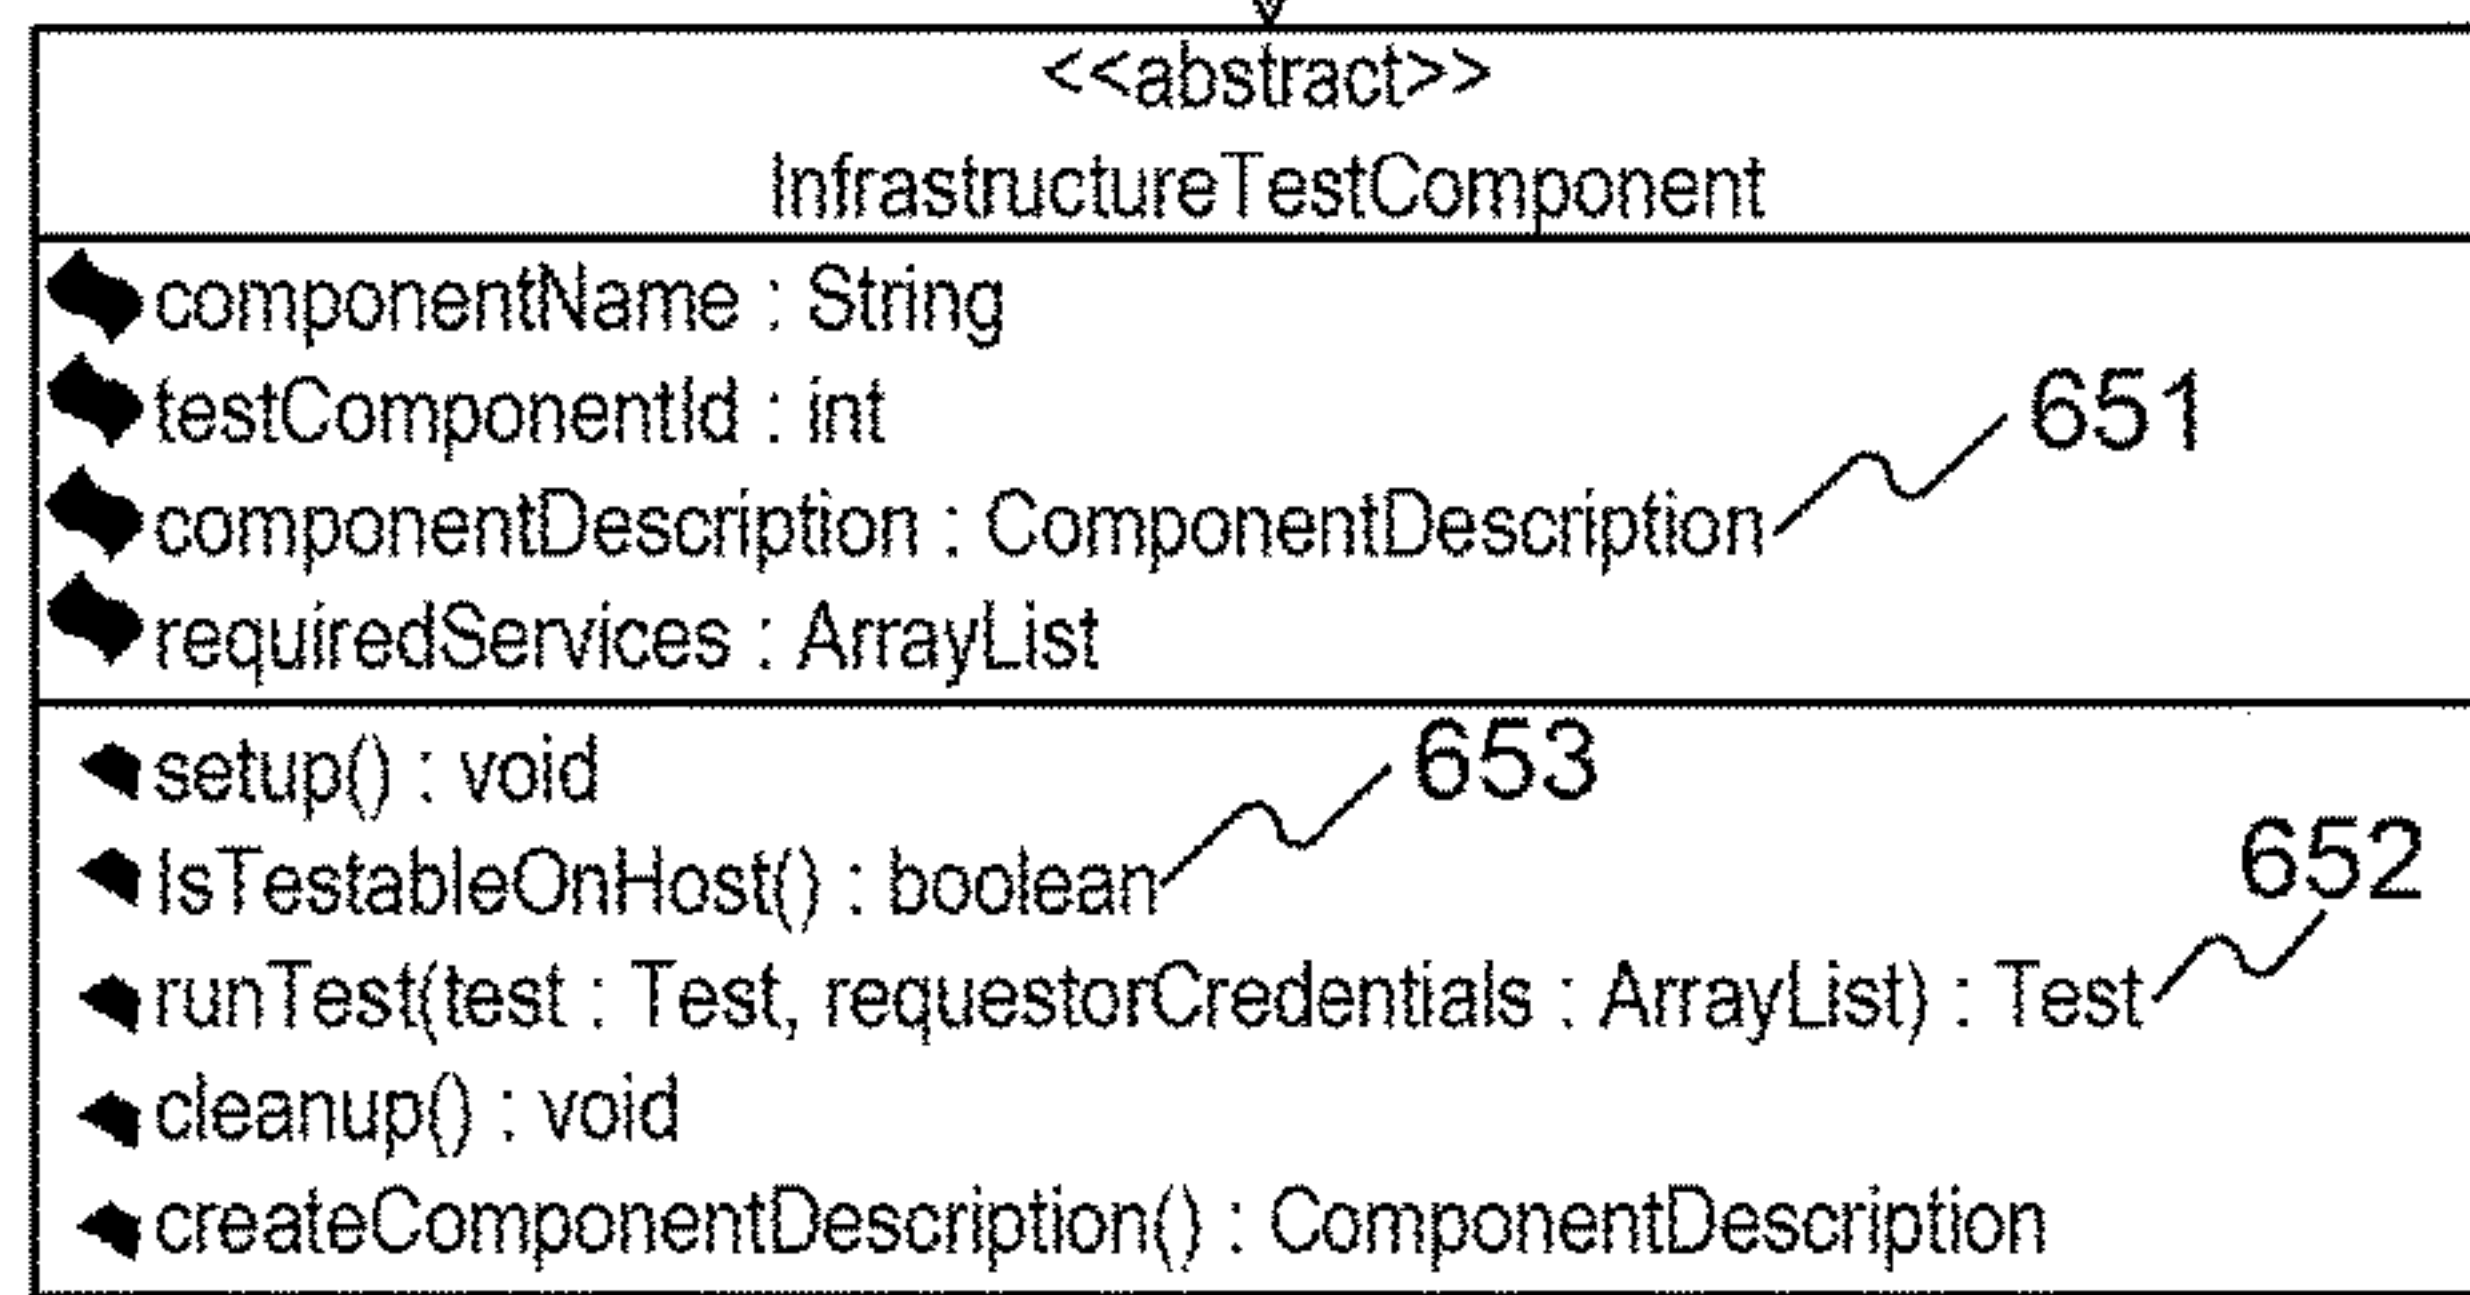 <<abstract>>
InfrastructureTestComponent
componentName : String
testComponentId : int
componentDescription : ComponentDescription
651
requiredServices : ArrayList
setup() : void
653
IsTestableOnHost() : boolean
652
runTest(test : Test, requestorCredentials : ArrayList) : Test
cleanup() : void
createComponentDescription() : ComponentDescription